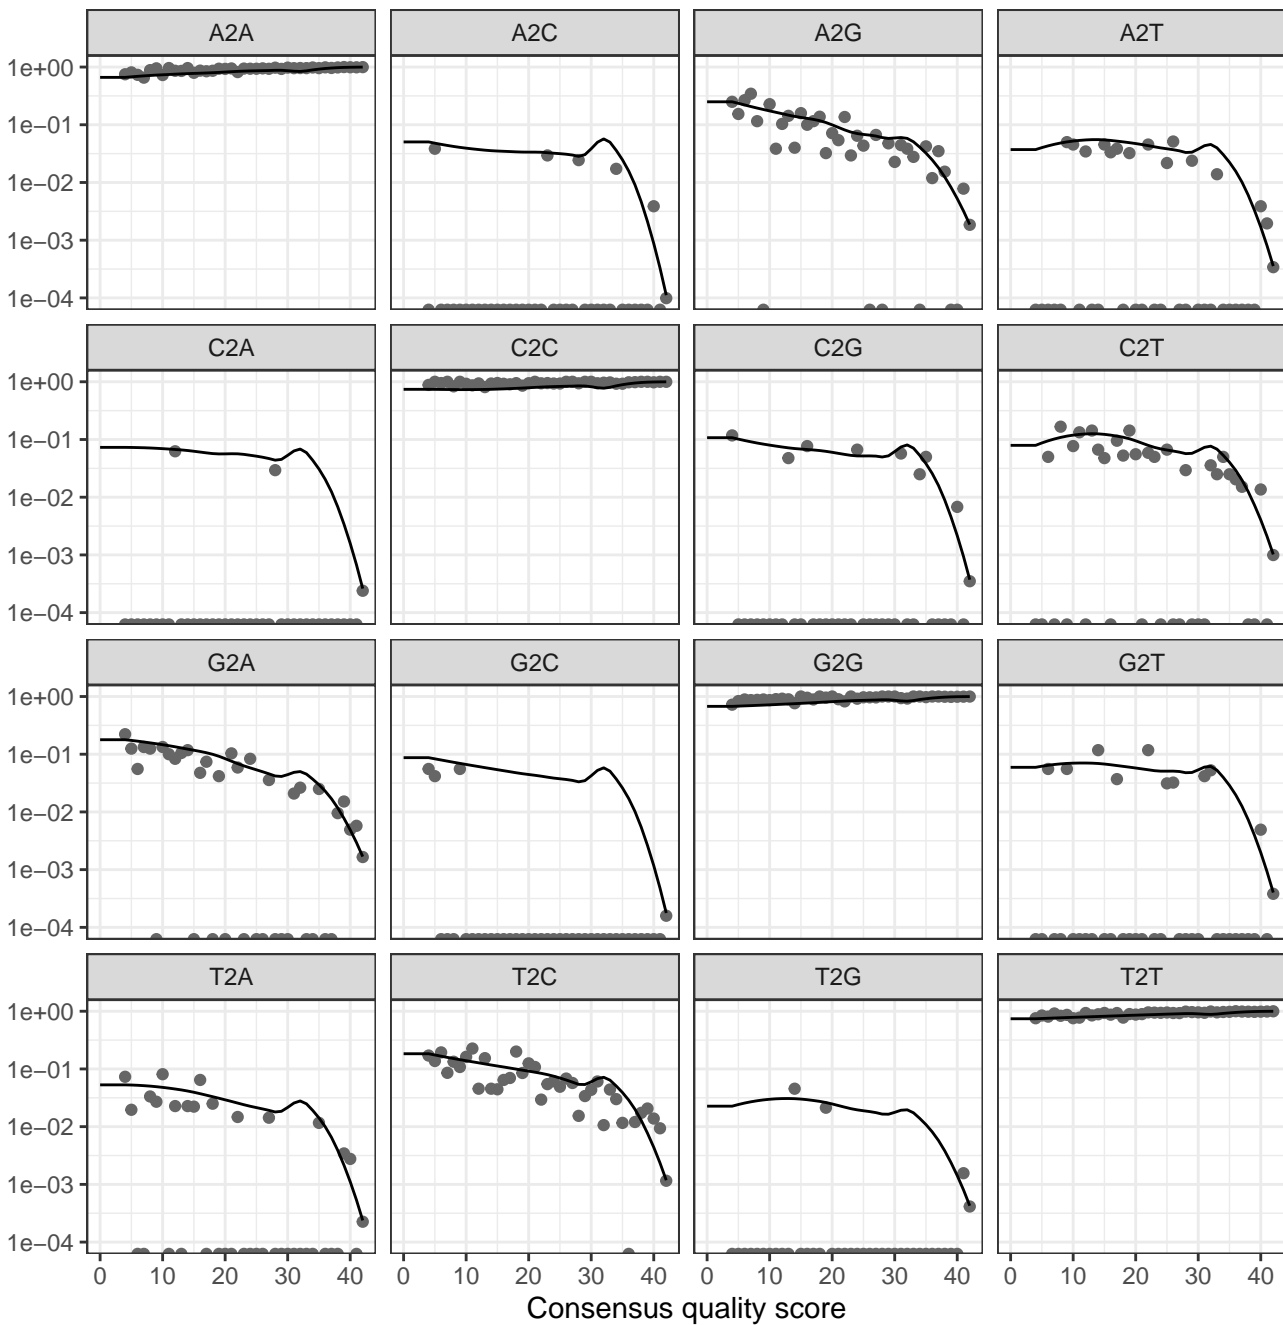 A2A A2C A2G A2T
1e+00
1e−01
1e−02
1e−03
1e−04
C2A C2C C2G C2T
1e+00
1e−01
1e−02
1e−03
1e−04
G2A G2C G2G G2T
1e+00
1e−01
1e−02
1e−03
1e−04
T2A T2C T2G T2T
1e+00
1e−01
1e−02
1e−03
1e−04
0 10 20 30 40 0 10 20 30 40 0 10 20 30 40 0 10 20 30 40
Consensus quality score